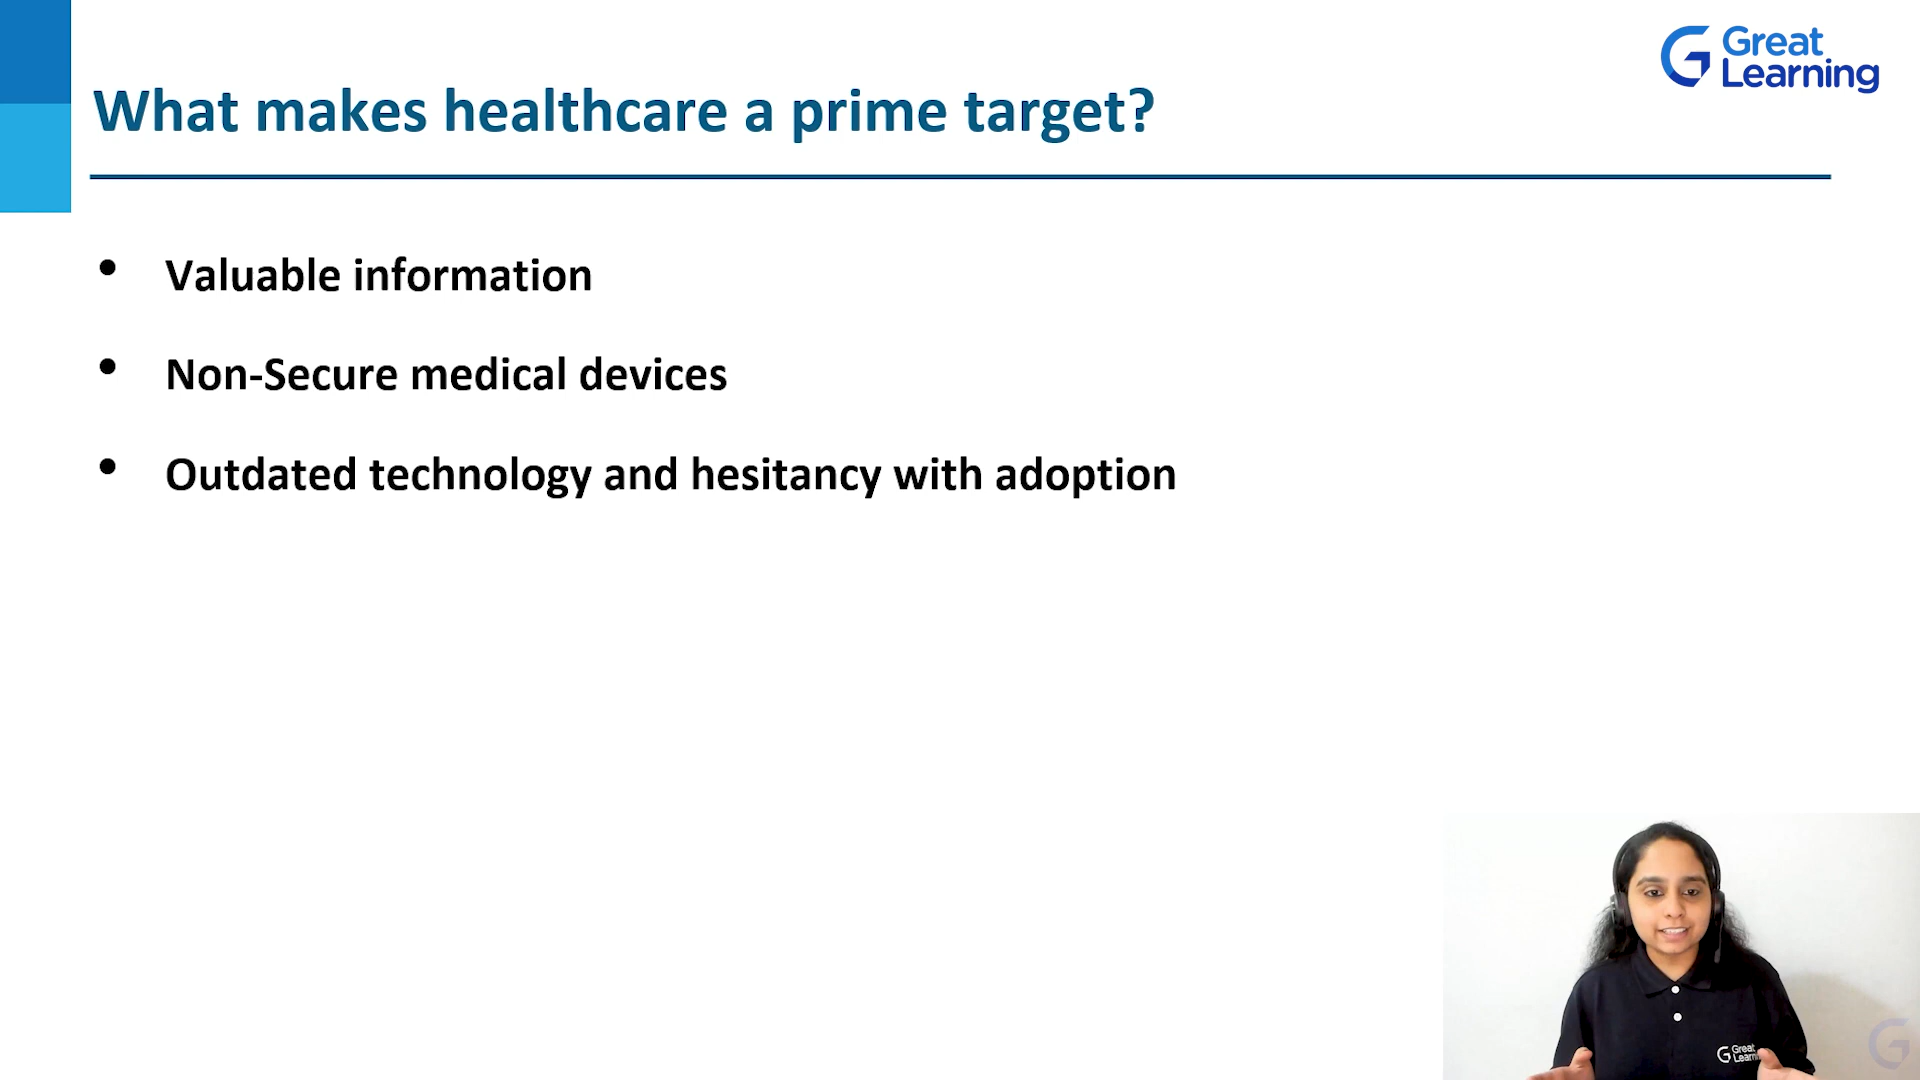 Great
Learning
What makes healthcare a prime target?
• Valuable information
• Non-Secure medical devices
• Outdated technology and hesitancy with adoption
Great